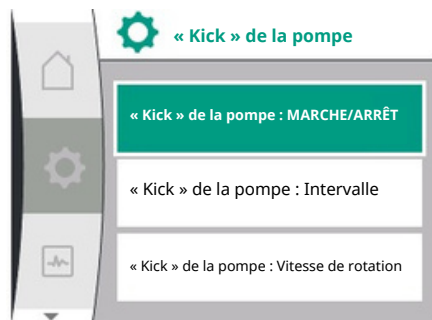 « Kick » de la pompe
« Kick » de la pompe : MARCHE/ARRÊT
« Kick » de la pompe : Intervalle
« Kick » de la pompe : Vitesse de rotation